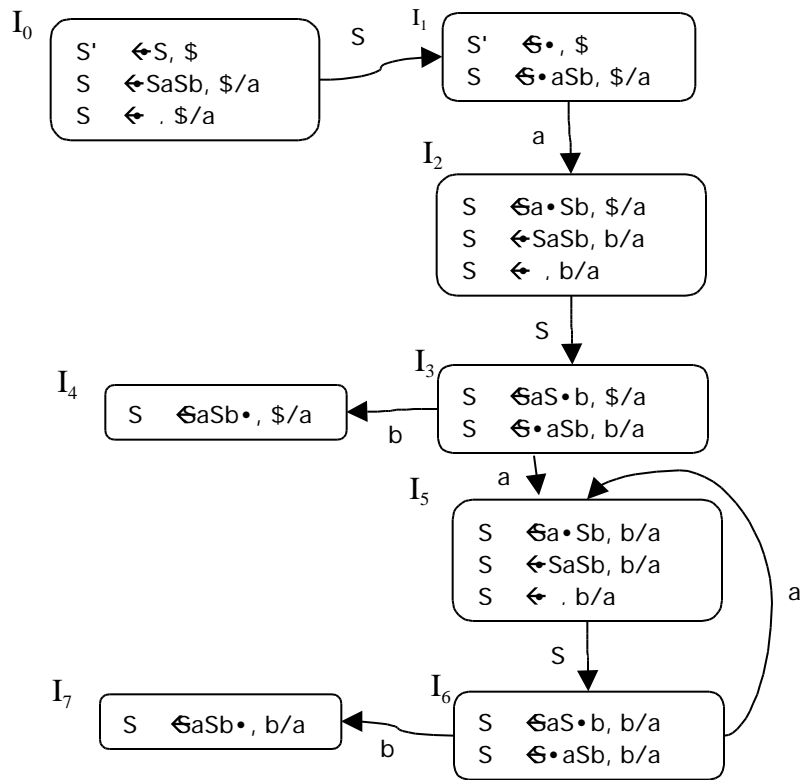 I0
S' ←•S, $
S ←•SaSb, $/a
S ←• . $/a
S
I1
S' ←S•, $
S ←S•aSb, $/a
a
I2
S ←Sa•Sb, $/a
S ←•SaSb, b/a
S ←• . b/a
S
I3
S ←SaS•b, $/a
S ←S•aSb, b/a
I4
S ←SaSb•, $/a
b
a
I5
S ←Sa•Sb, b/a
S ←•SaSb, b/a
S ←• . b/a
a
S
I6
S ←SaS•b, b/a
S ←S•aSb, b/a
I7
S ←SaSb•, b/a
b